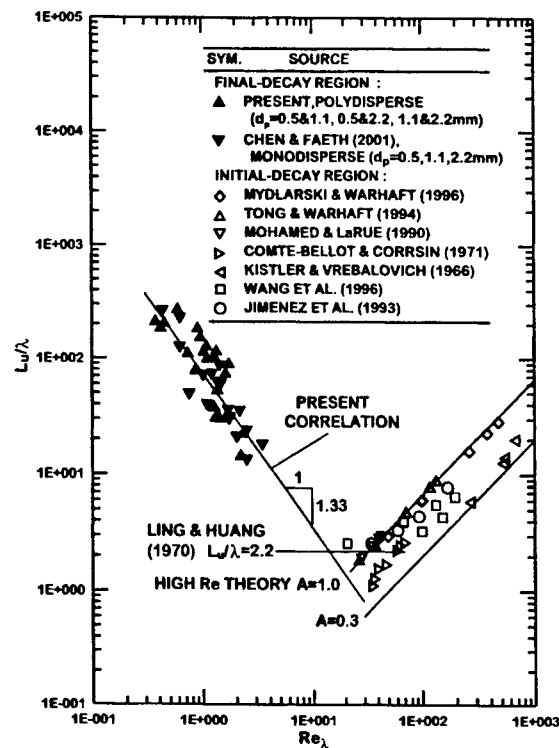 1E+005
1E+004
1E+003
1E+002
1E+001
1E+000
1E-001
Lu/λ
SYM. SOURCE
FINAL-DECAY REGION :
▲ PRESENT,POLYDISPERSE
(dp=0.5&1.1, 0.5&2.2, 1.1&2.2mm)
▼ CHEN & FAETH (2001),
MONODISPERSE (dp=0.5,1.1,2.2mm)
INITIAL-DECAY REGION :
◇ MYDLARSKI & WARHAFT (1996)
△ TONG & WARHAFT (1994)
▽ MOHAMED & LaRUE (1990)
▷ COMTE-BELLOT & CORRSIN (1971)
◁ KISTLER & VREBALOVICH (1966)
□ WANG ET AL. (1996)
○ JIMENEZ ET AL. (1993)
PRESENT
CORRELATION
1
1.33
LING & HUANG
(1970) Lu/λ=2.2
HIGH Re THEORY A=1.0
A=0.3
1E-001 1E+000 1E+001 1E+002 1E+003
Reλ